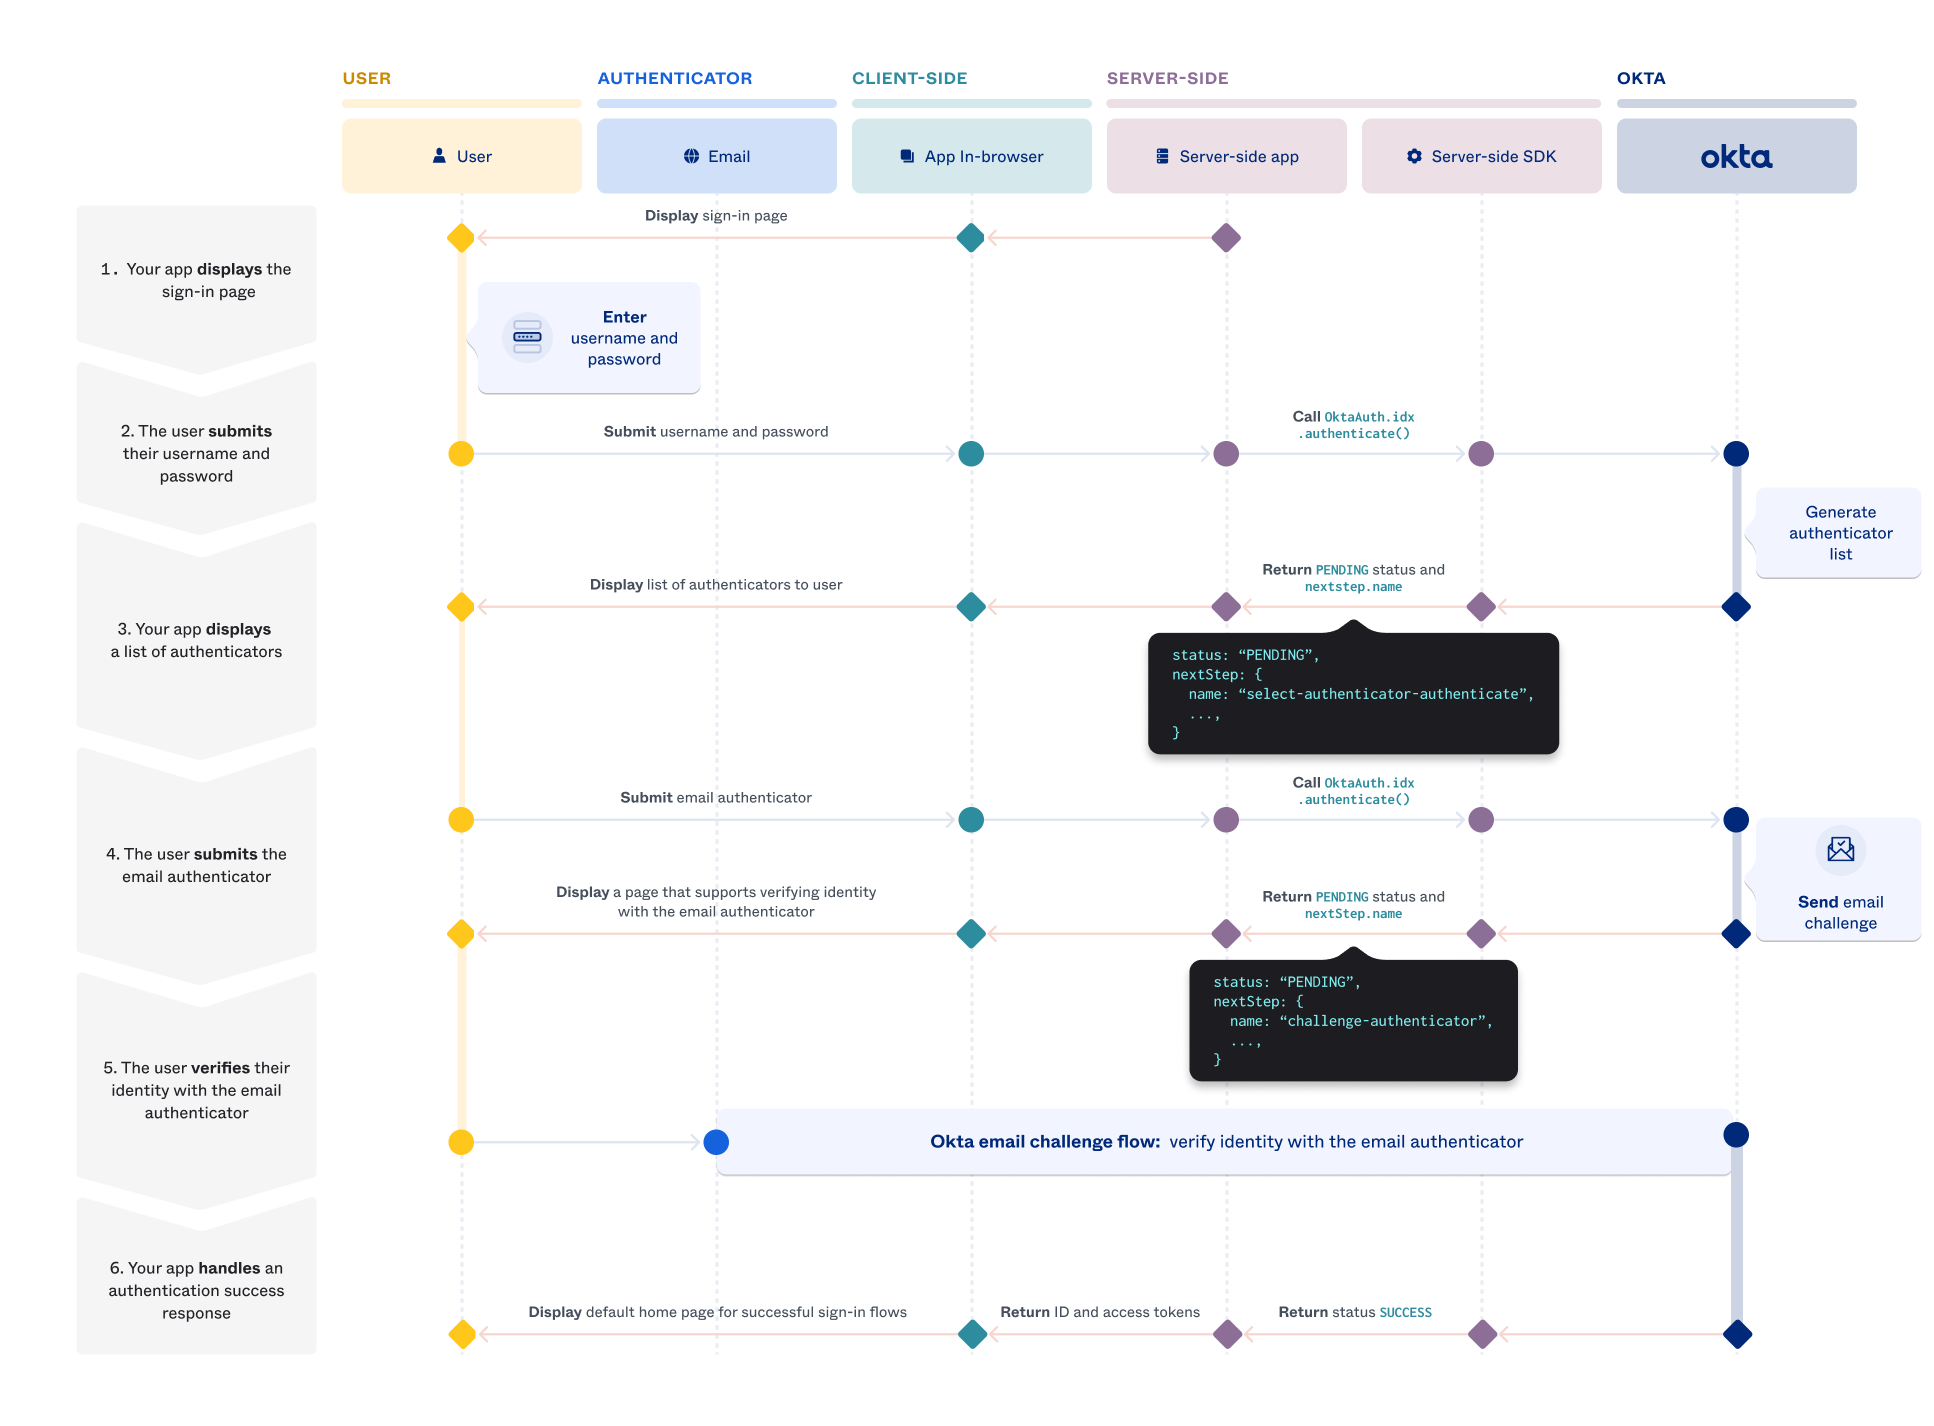 USER
AUTHENTICATOR
CLIENT-SIDE
SERVER-SIDE
OKTA
User
Email
App In-browser
Server-side app
Server-side SDK
okta
1. Your app displays the
sign-in page
Display sign-in page
Enter
username and
password
2. The user submits
their username and
password
Submit username and password
Call OktaAuth.idx
.authenticate()
Generate
authenticator
list
3. Your app displays
a list of authenticators
Display list of authenticators to user
Return PENDING status and
nextstep.name
status: “PENDING”,
nextStep: {
name: “select-authenticator-authenticate”,
...,
}
4. The user submits the
email authenticator
Submit email authenticator
Call OktaAuth.idx
.authenticate()
Send email
challenge
Display a page that supports verifying identity
with the email authenticator
Return PENDING status and
nextStep.name
status: “PENDING”,
nextStep: {
name: “challenge-authenticator”,
...,
}
5. The user verifies their
identity with the email
authenticator
Okta email challenge flow: verify identity with the email authenticator
6. Your app handles an
authentication success
response
Display default home page for successful sign-in flows
Return ID and access tokens
Return status SUCCESS